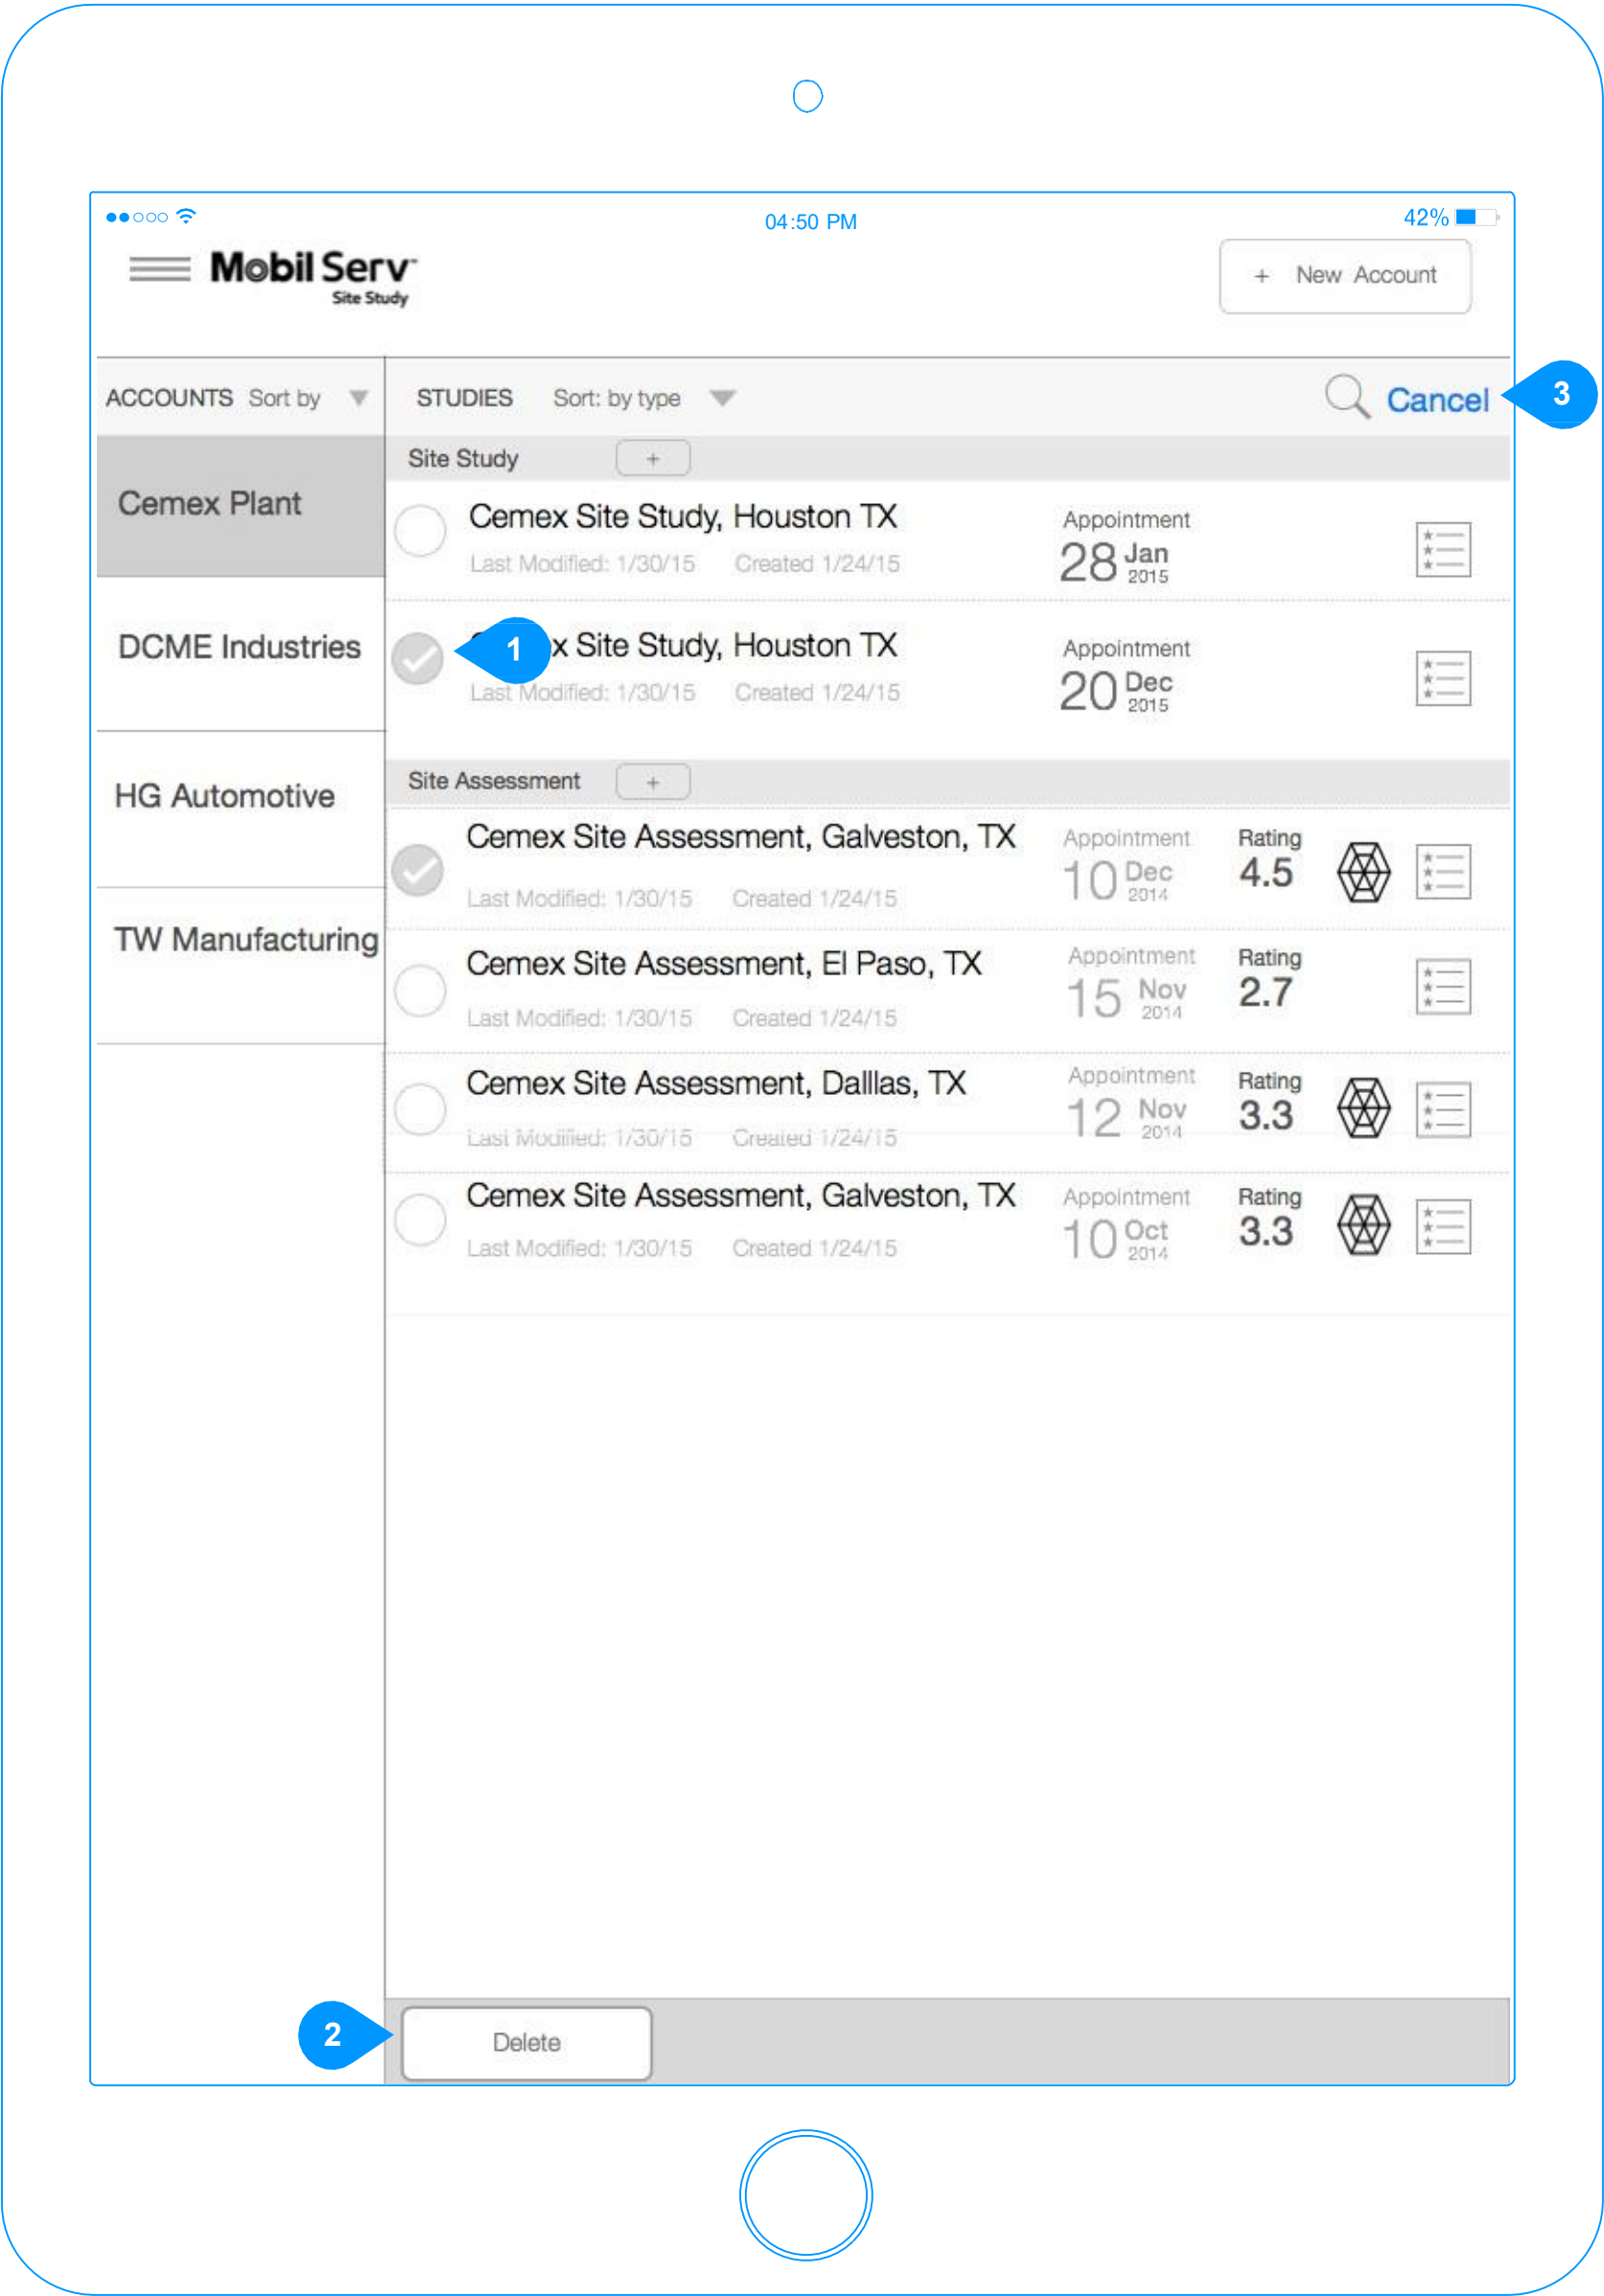 04:50 PM
42%
Mobil Serv
Site Study
+ New Account
ACCOUNTS Sort by
STUDIES Sort: by type
Cancel
3
Cemex Plant
DCME Industries
HG Automotive
TW Manufacturing
Site Study +
Cemex Site Study, Houston TX
Last Modified: 1/30/15 Created 1/24/15
Appointment
28 Jan
2015
1
x Site Study, Houston TX
Last Modified: 1/30/15 Created 1/24/15
Appointment
20 Dec
2015
Site Assessment +
Cemex Site Assessment, Galveston, TX
Last Modified: 1/30/15 Created 1/24/15
Appointment
10 Dec
2014
Rating
4.5
Cemex Site Assessment, El Paso, TX
Last Modified: 1/30/15 Created 1/24/15
Appointment
15 Nov
2014
Rating
2.7
Cemex Site Assessment, Dalllas, TX
Last Modified: 1/30/15 Created 1/24/15
Appointment
12 Nov
2014
Rating
3.3
Cemex Site Assessment, Galveston, TX
Last Modified: 1/30/15 Created 1/24/15
Appointment
10 Oct
2014
Rating
3.3
2
Delete